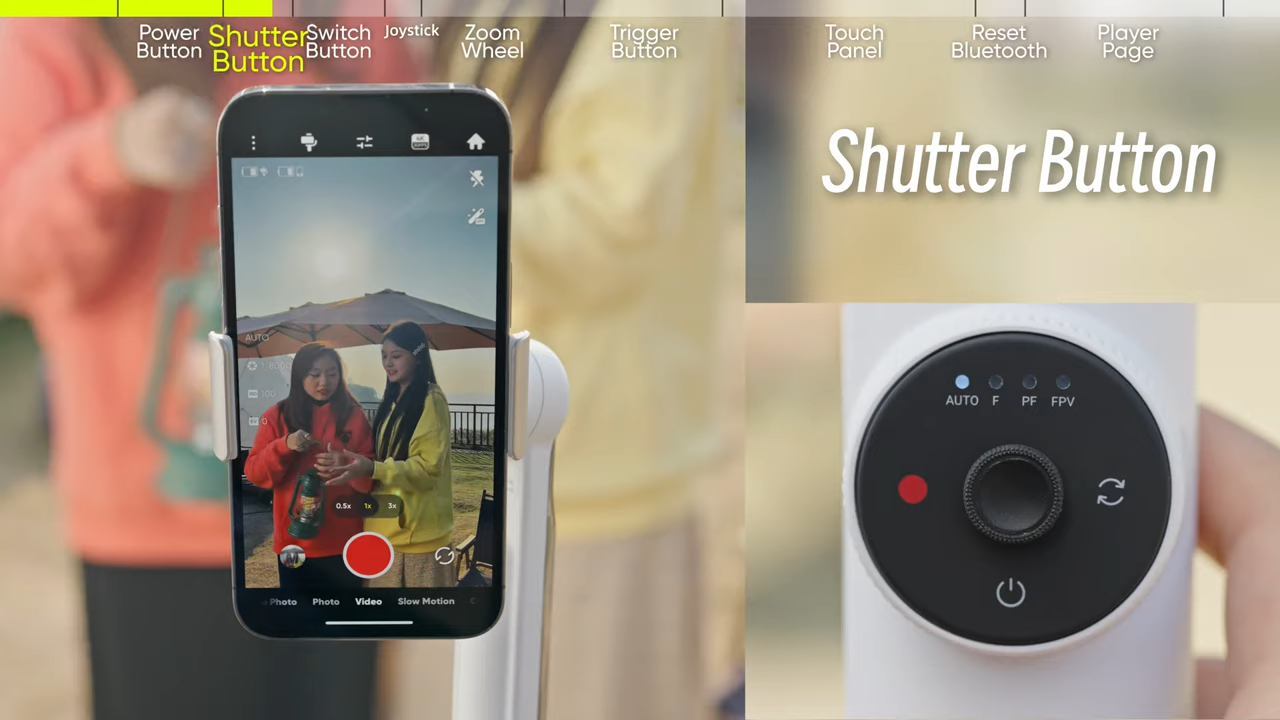 Power
Button
Shutter
Button
Switch
Button
Joystick
Zoom
Wheel
Trigger
Button
Touch
Panel
Reset
Bluetooth
Player
Page
Shutter Button
AUTO
0.5x 1x 3x
Photo Photo Video Slow Motion
AUTO F PF FPV